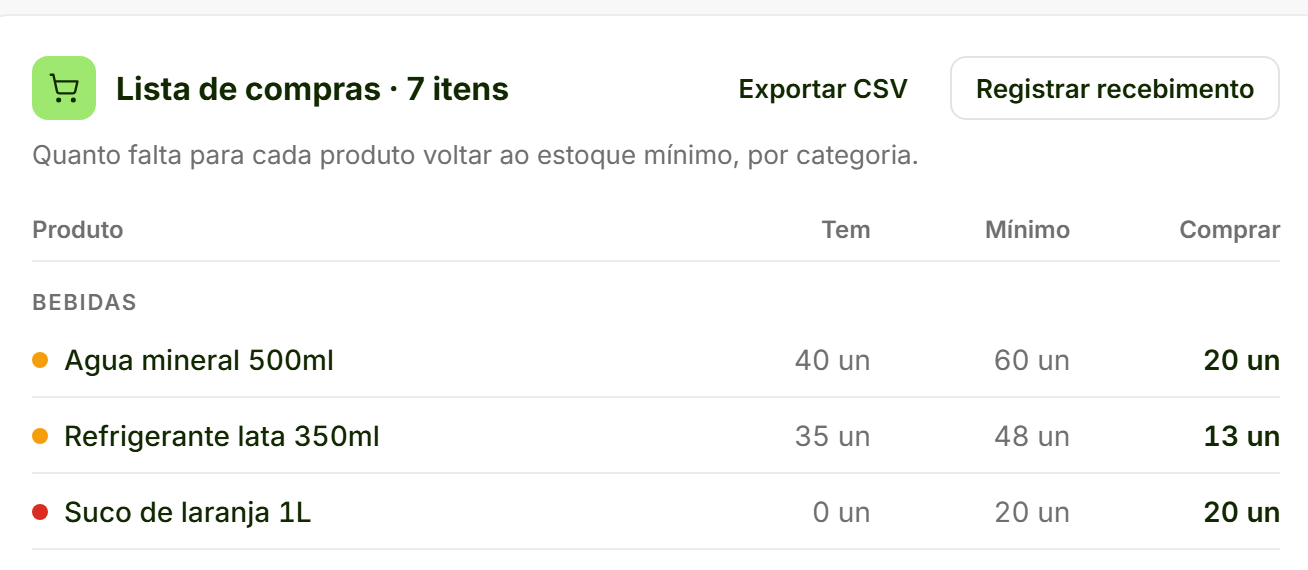 Lista de compras · 7 itens
Exportar CSV
Registrar recebimento
Quanto falta para cada produto voltar ao estoque mínimo, por categoria.
Produto Tem Mínimo Comprar
BEBIDAS
Agua mineral 500ml 40 un 60 un 20 un
Refrigerante lata 350ml 35 un 48 un 13 un
Suco de laranja 1L 0 un 20 un 20 un